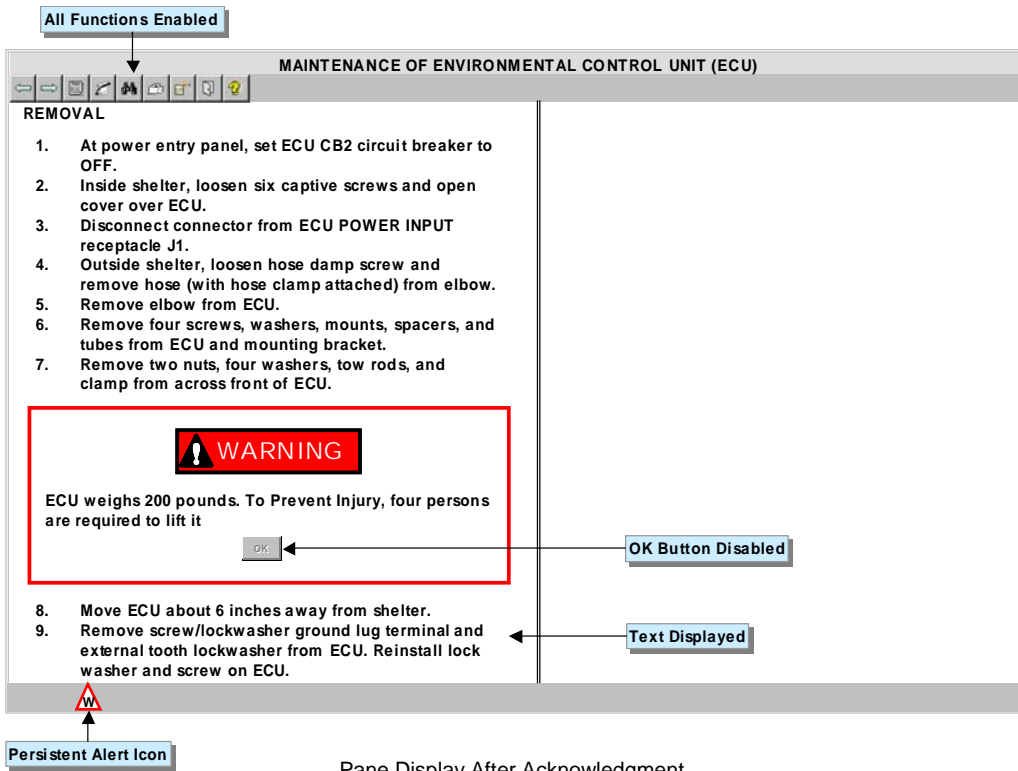 All Functions Enabled
MAINTENANCE OF ENVIRONMENTAL CONTROL UNIT (ECU)
REMOVAL
1. At power entry panel, set ECU CB2 circuit breaker to
OFF.
2. Inside shelter, loosen six captive screws and open
cover over ECU.
3. Disconnect connector from ECU POWER INPUT
receptacle J1.
4. Outside shelter, loosen hose damp screw and
remove hose (with hose clamp attached) from elbow.
5. Remove elbow from ECU.
6. Remove four screws, washers, mounts, spacers, and
tubes from ECU and mounting bracket.
7. Remove two nuts, four washers, tow rods, and
clamp from across front of ECU.
WARNING
ECU weighs 200 pounds. To Prevent Injury, four persons
are required to lift it
OK
OK Button Disabled
8. Move ECU about 6 inches away from shelter.
9. Remove screw/lockwasher ground lug terminal and
external tooth lockwasher from ECU. Reinstall lock
washer and screw on ECU.
Text Displayed
W
Persistent Alert Icon
Pane Display After Acknowledgment